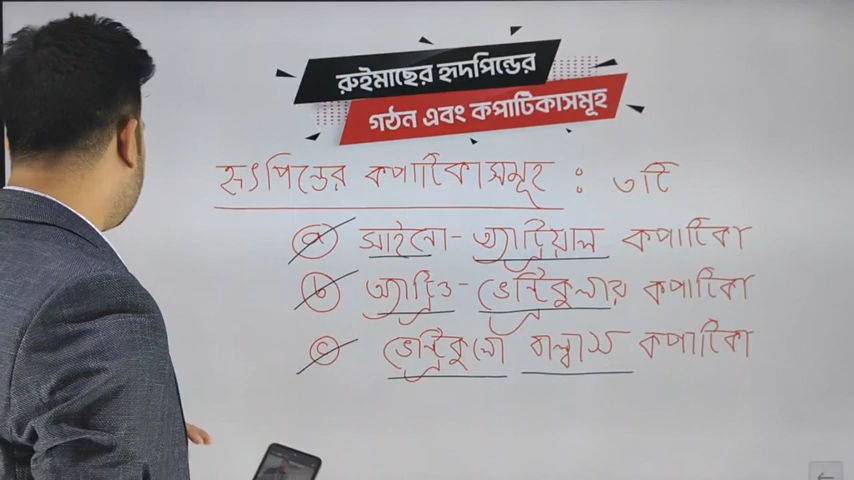 রুইমাছের হৃদপিন্ডের
গঠন এবং কপাটিকাসমূহ
হৃৎপিন্ডের কপাটিকাসমূহ : ৩টি
a সাইনো-অ্যাট্রিয়াল কপাটিকা
b অ্যাট্রিও-ভেন্ট্রিকুলার কপাটিকা
c ভেন্ট্রিকুলো বাল্বাস কপাটিকা